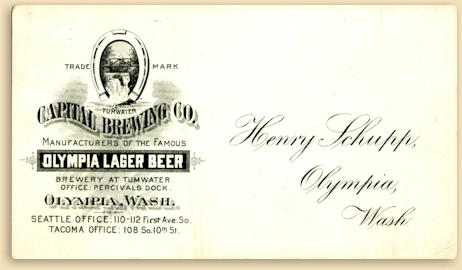 TRADE MARK
TUMWATER
CAPITAL BREWING CO.
MANUFACTURERS OF THE FAMOUS
OLYMPIA LAGER BEER
BREWERY AT TUMWATER
OFFICE: PERCIVALS DOCK.
OLYMPIA, WASH.
SEATTLE OFFICE: 110-112 First Ave. So.
TACOMA OFFICE: 108 So. 10th St.
Henry Schupp,
Olympia,
Wash